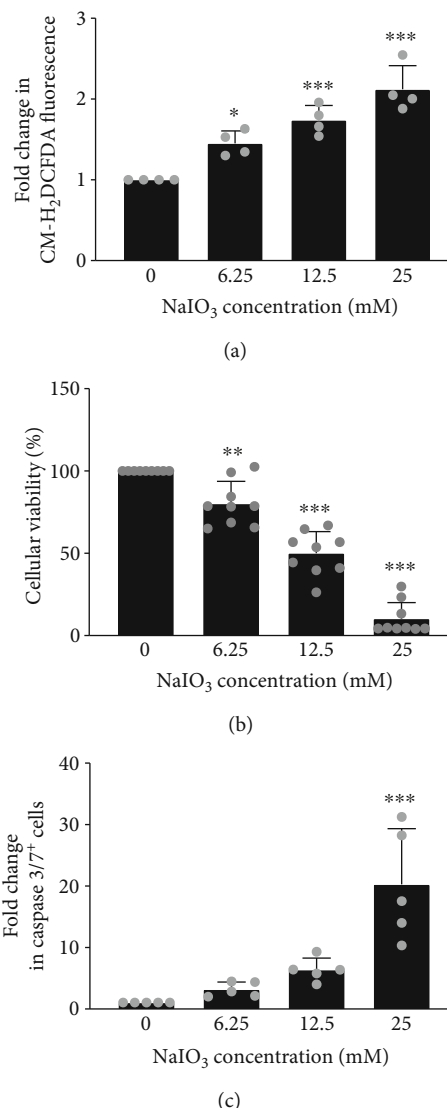 3
***
***
*
2
1
0
Fold change in
CM-H₂DCFDA fluorescence
0 6.25 12.5 25
NaIO₃ concentration (mM)
(a)
150
100
50
0
**
***
***
Cellular viability (%)
0 6.25 12.5 25
NaIO₃ concentration (mM)
(b)
40
30
20
10
0
***
Fold change
in caspase 3/7⁺ cells
0 6.25 12.5 25
NaIO₃ concentration (mM)
(c)